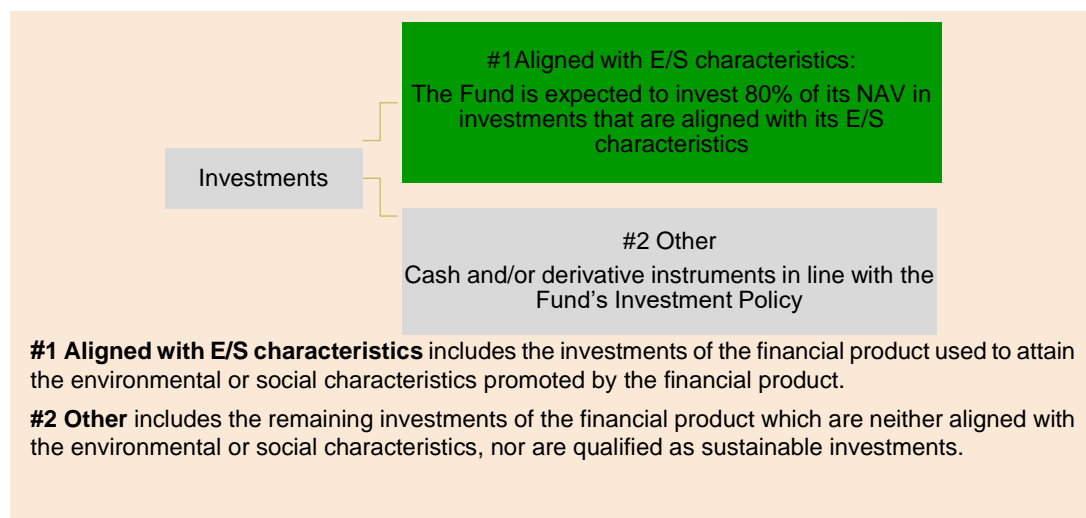 #1Aligned with E/S characteristics:
The Fund is expected to invest 80% of its NAV in
investments that are aligned with its E/S
characteristics
Investments
#2 Other
Cash and/or derivative instruments in line with the
Fund’s Investment Policy
#1 Aligned with E/S characteristics includes the investments of the financial product used to attain
the environmental or social characteristics promoted by the financial product.
#2 Other includes the remaining investments of the financial product which are neither aligned with
the environmental or social characteristics, nor are qualified as sustainable investments.